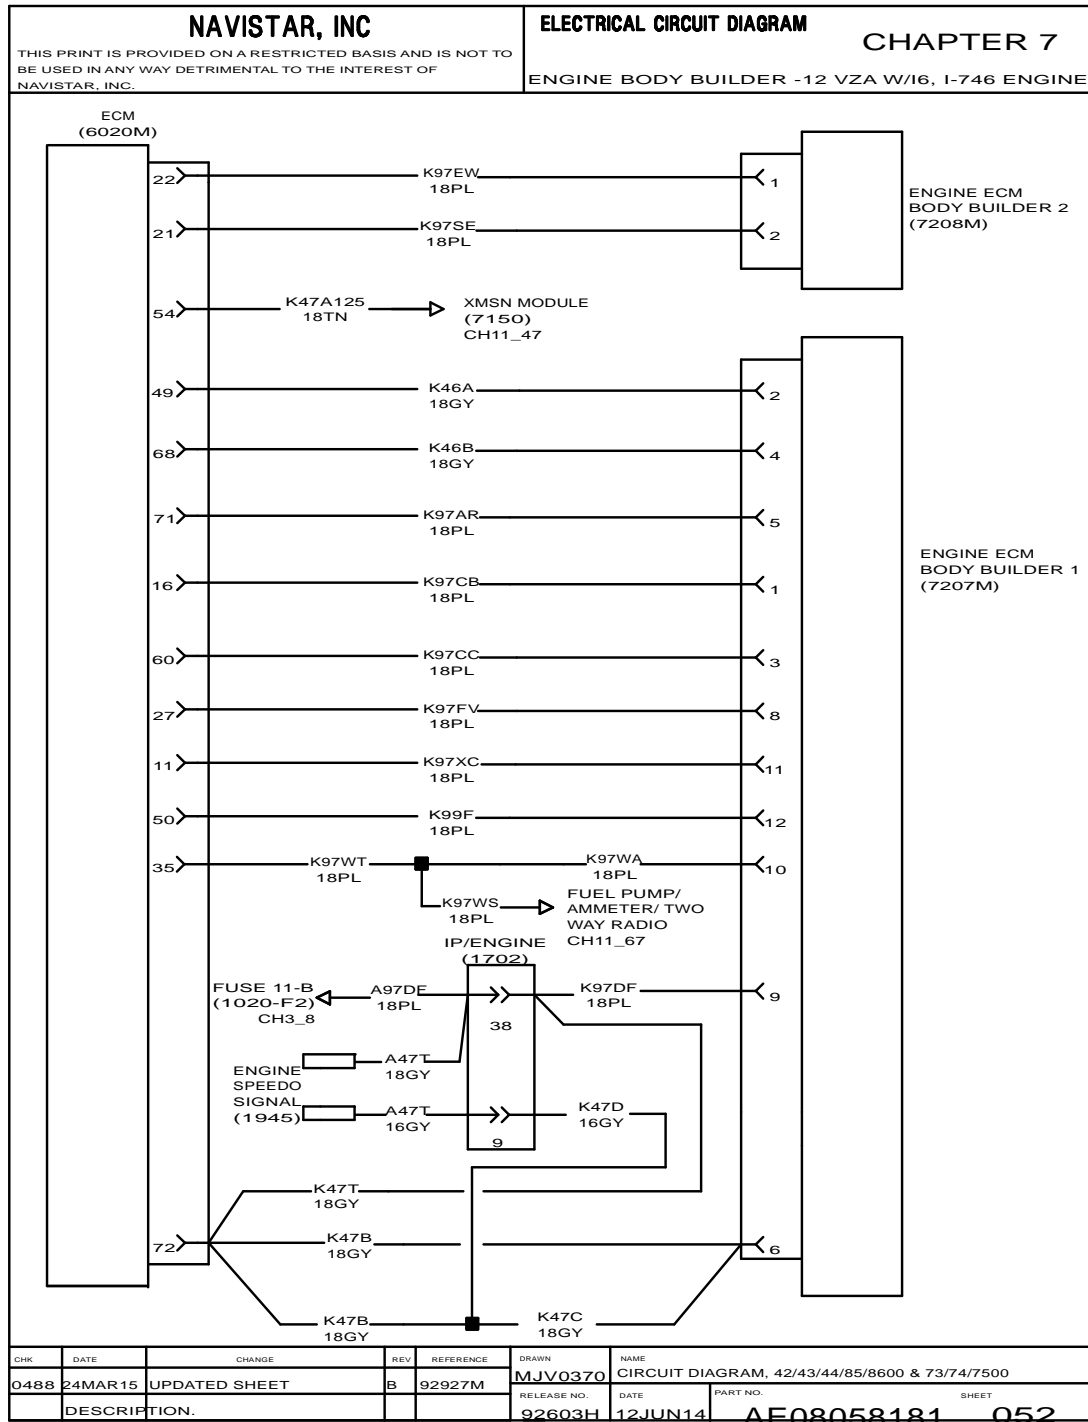 NAVISTAR, INC
THIS PRINT IS PROVIDED ON A RESTRICTED BASIS AND IS NOT TO
BE USED IN ANY WAY DETRIMENTAL TO THE INTEREST OF
NAVISTAR, INC.
ELECTRICAL CIRCUIT DIAGRAM
CHAPTER 7
ENGINE BODY BUILDER -12 VZA W/I6, I-746 ENGINE
ECM
(6020M)
22
K97EW
18PL
1
ENGINE ECM
BODY BUILDER 2
(7208M)
21
K97SE
18PL
2
54
K47A125
18TN
XMSN MODULE
(7150)
CH11_47
49
K46A
18GY
2
68
K46B
18GY
4
71
K97AR
18PL
5
ENGINE ECM
BODY BUILDER 1
(7207M)
16
K97CB
18PL
1
60
K97CC
18PL
3
27
K97FV
18PL
8
11
K97XC
18PL
11
50
K99F
18PL
12
35
K97WT
18PL
K97WA
18PL
10
K97WS
18PL
FUEL PUMP/
AMMETER/ TWO
WAY RADIO
CH11_67
IP/ENGINE
(1702)
FUSE 11-B
(1020-F2)
CH3_8
A97DF
18PL
38
K97DF
18PL
9
ENGINE
SPEEDO
SIGNAL
(1945)
A47T
18GY
A47T
16GY
9
K47D
16GY
K47T
18GY
72
K47B
18GY
6
K47B
18GY
K47C
18GY
CHK DATE CHANGE REV REFERENCE
0488 24MAR15 UPDATED SHEET B 92927M
DESCRIPTION.
DRAWN
MJV0370
NAME
CIRCUIT DIAGRAM, 42/43/44/85/8600 & 73/74/7500
RELEASE NO.
92603H
DATE
12JUN14
PART NO.
AE08058181
SHEET
052